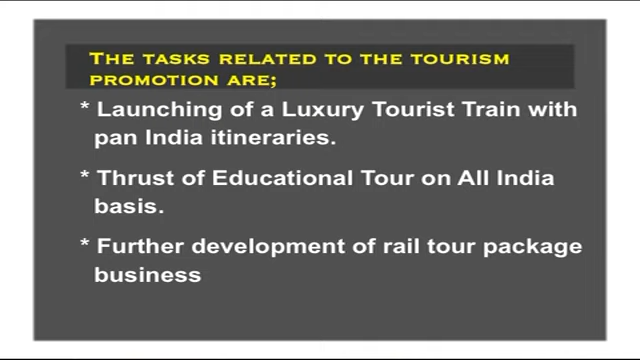 THE TASKS RELATED TO THE TOURISM
PROMOTION ARE;
* Launching of a Luxury Tourist Train with
pan India itineraries.
* Thrust of Educational Tour on All India
basis.
* Further development of rail tour package
business